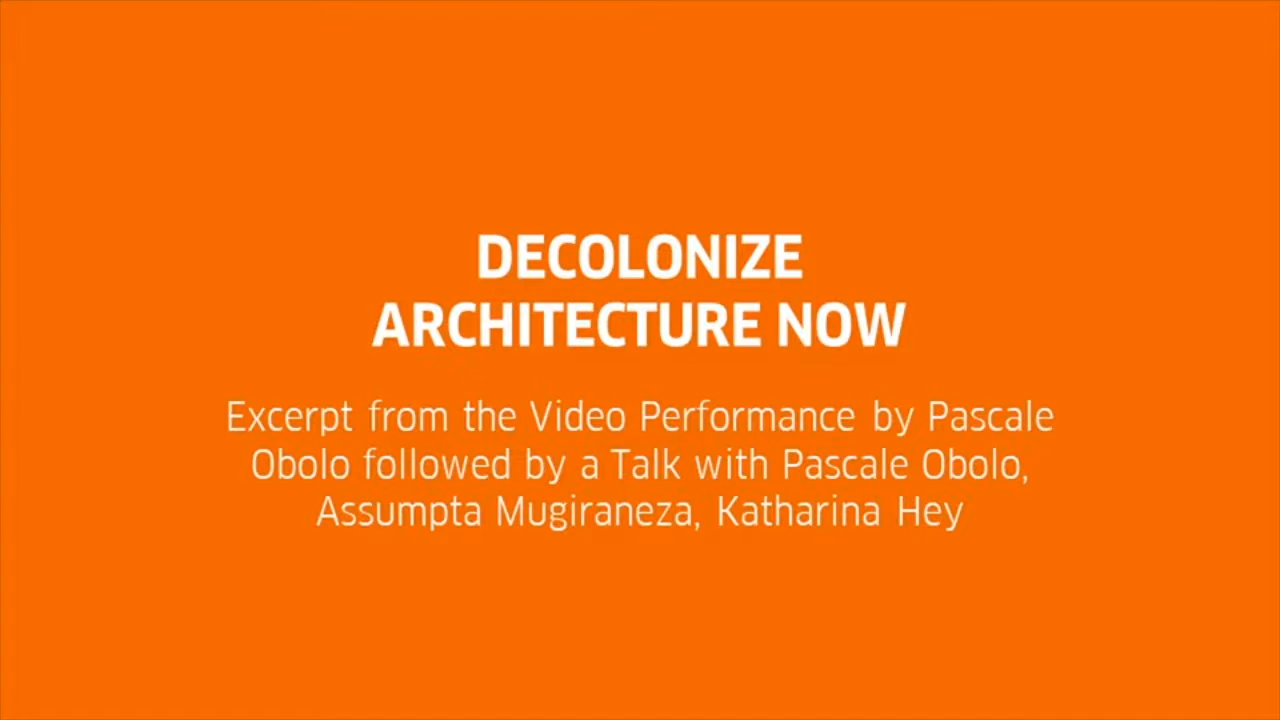 DECOLONIZE
ARCHITECTURE NOW
Excerpt from the Video Performance by Pascale
Obolo followed by a Talk with Pascale Obolo,
Assumpta Mugiraneza, Katharina Hey